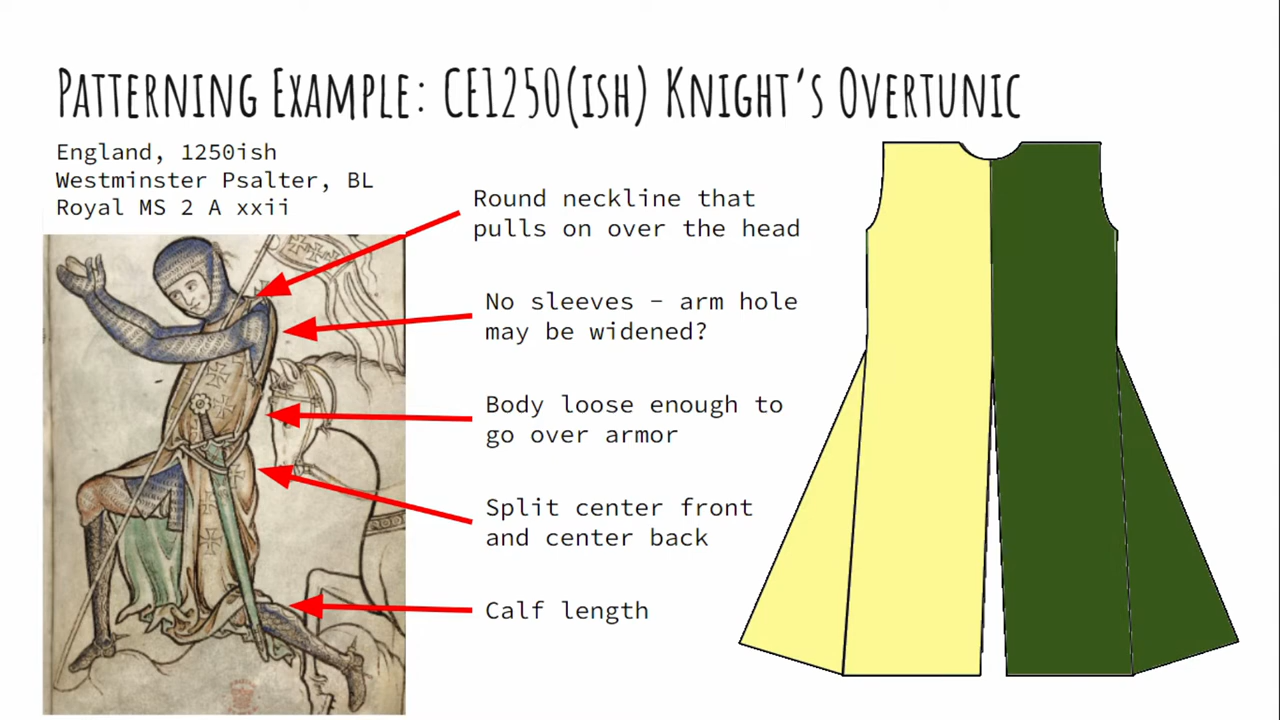 Patterning Example: CE1250(ish) Knight's Overtunic
England, 1250ish
Westminster Psalter, BL
Royal MS 2 A xxii
Round neckline that
pulls on over the head
No sleeves - arm hole
may be widened?
Body loose enough to
go over armor
Split center front
and center back
Calf length